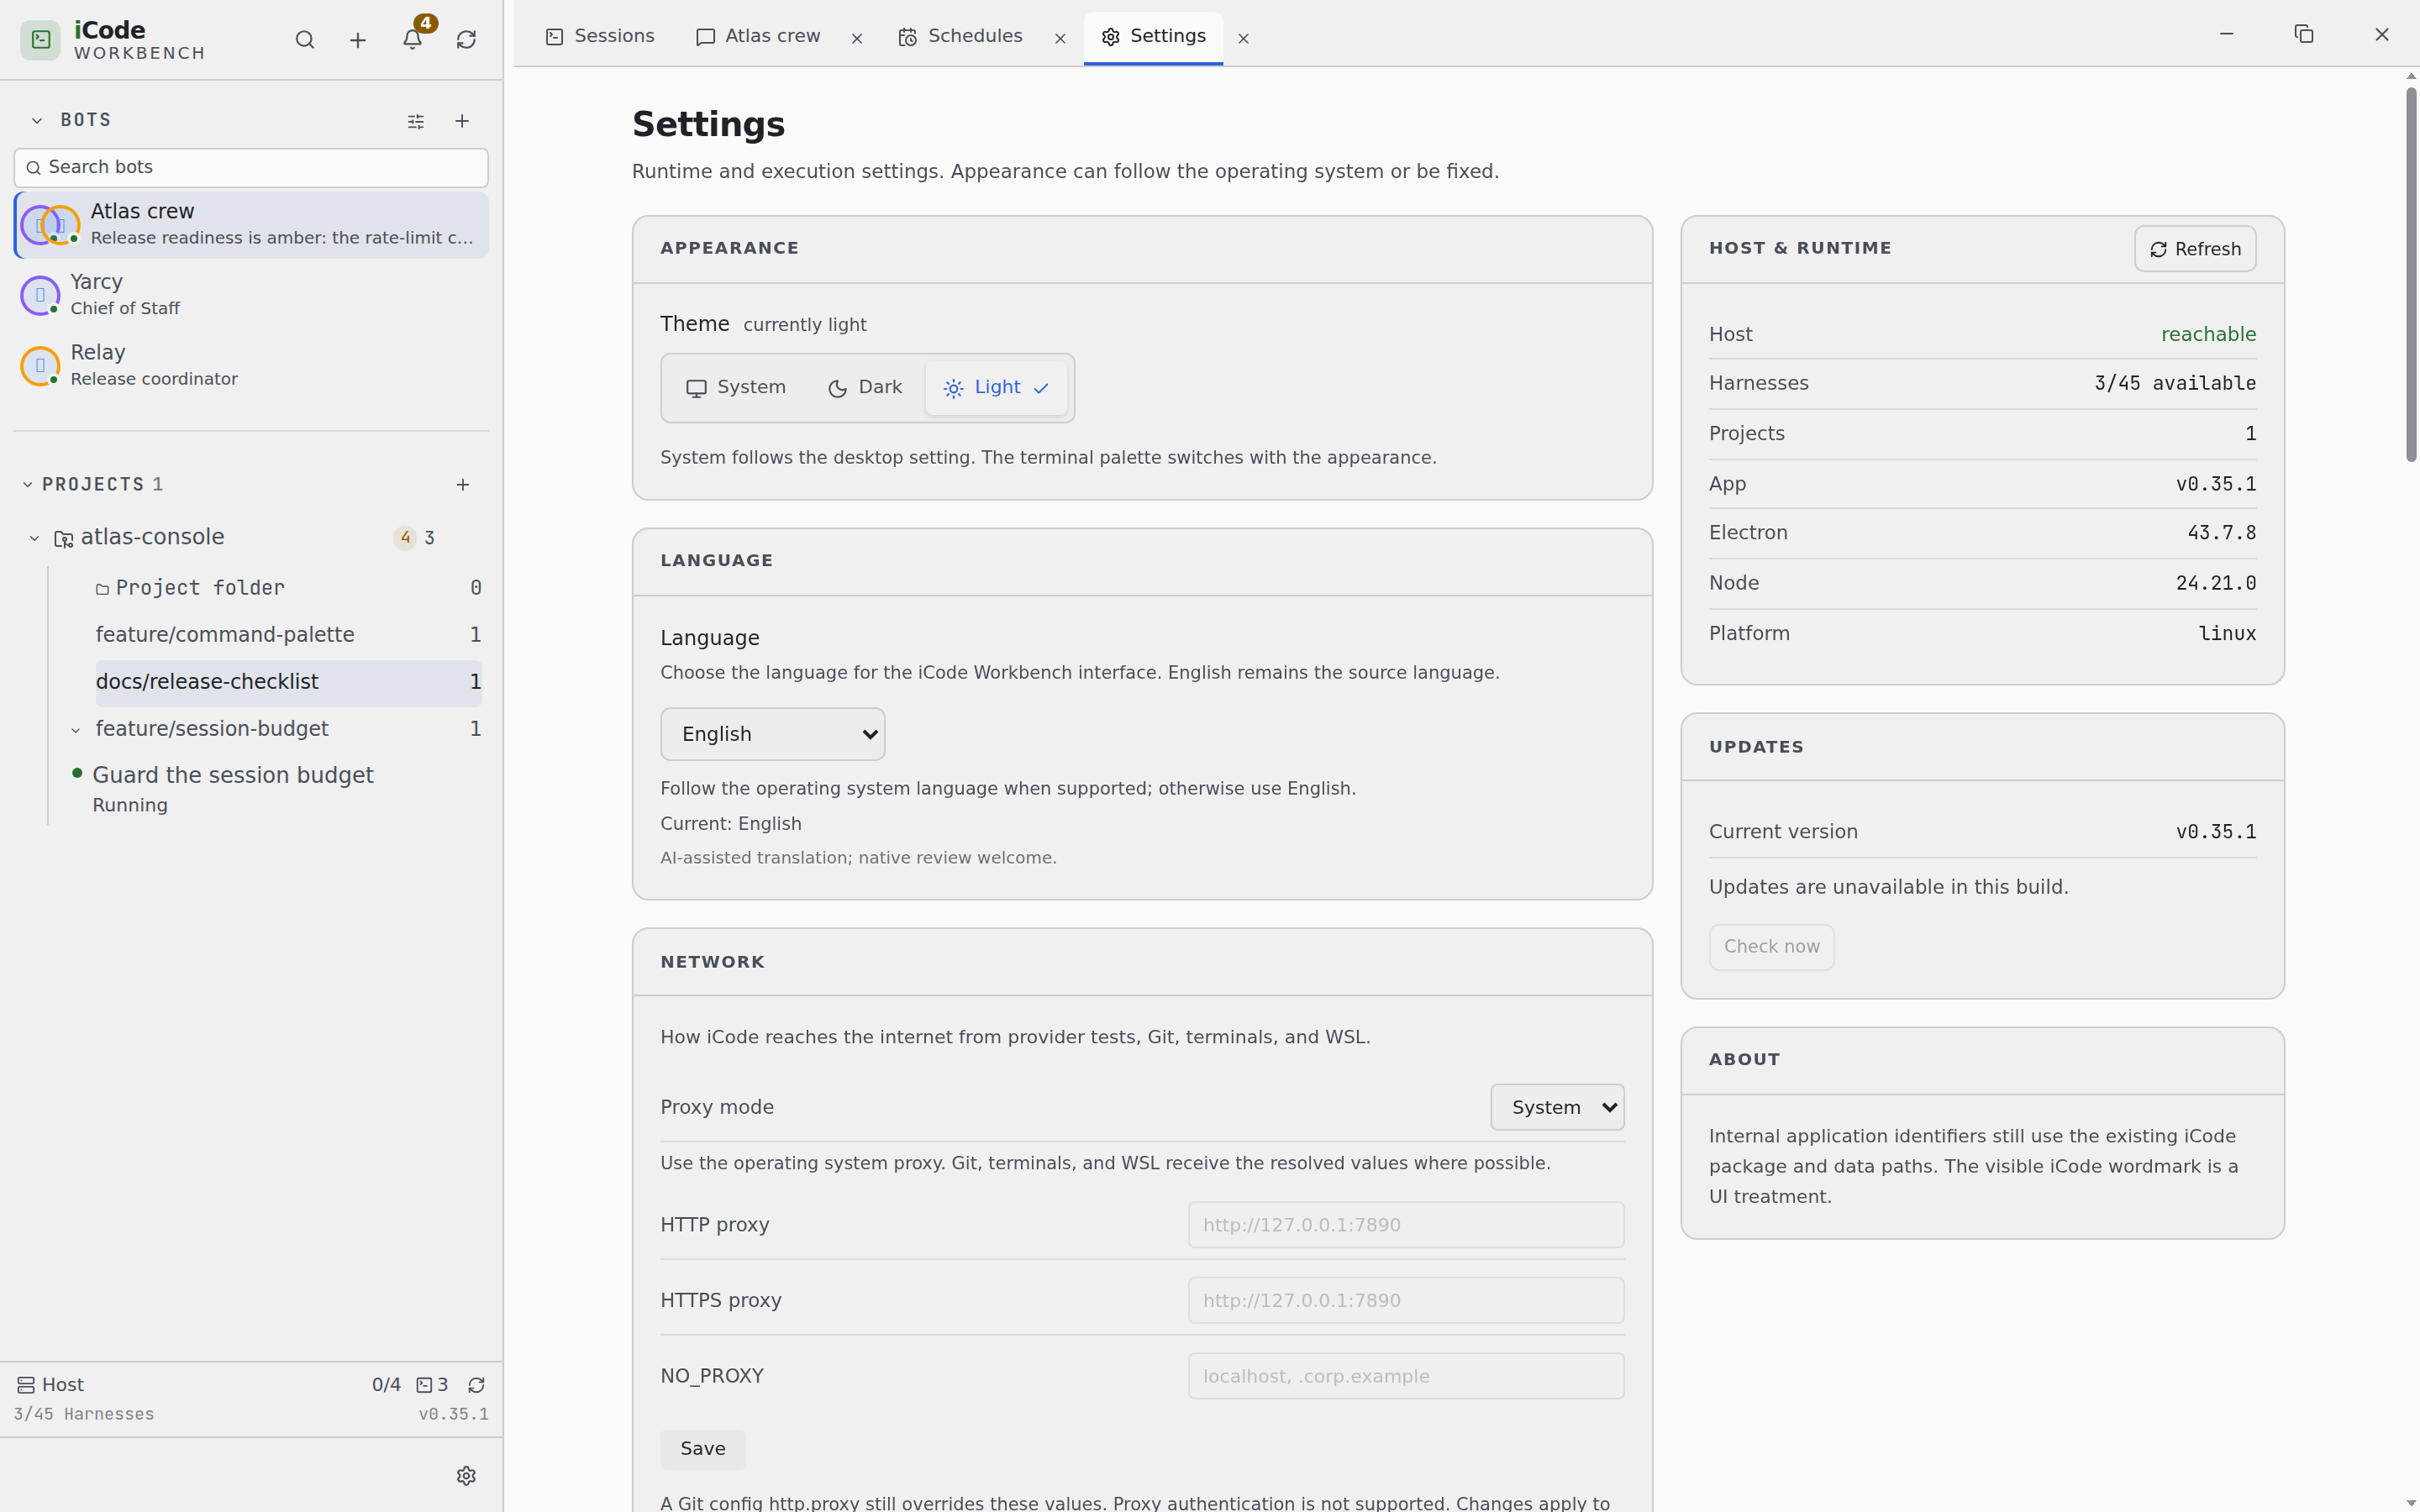 iCode
WORKBENCH
4
BOTS
Search bots
Atlas crew
Release readiness is amber: the rate-limit c…
Yarcy
Chief of Staff
Relay
Release coordinator
PROJECTS 1
atlas-console 4 3
Project folder 0
feature/command-palette 1
docs/release-checklist 1
feature/session-budget 1
Guard the session budget
Running
Host 0/4 3
3/45 Harnesses v0.35.1
Sessions
Atlas crew
Schedules
Settings
Settings
Runtime and execution settings. Appearance can follow the operating system or be fixed.
APPEARANCE
Theme currently light
System Dark Light
System follows the desktop setting. The terminal palette switches with the appearance.
LANGUAGE
Language
Choose the language for the iCode Workbench interface. English remains the source language.
English
Follow the operating system language when supported; otherwise use English.
Current: English
AI-assisted translation; native review welcome.
NETWORK
How iCode reaches the internet from provider tests, Git, terminals, and WSL.
Proxy mode System
Use the operating system proxy. Git, terminals, and WSL receive the resolved values where possible.
HTTP proxy http://127.0.0.1:7890
HTTPS proxy http://127.0.0.1:7890
NO_PROXY localhost, .corp.example
Save
A Git config http.proxy still overrides these values. Proxy authentication is not supported. Changes apply to
HOST & RUNTIME Refresh
Host reachable
Harnesses 3/45 available
Projects 1
App v0.35.1
Electron 43.7.8
Node 24.21.0
Platform linux
UPDATES
Current version v0.35.1
Updates are unavailable in this build.
Check now
ABOUT
Internal application identifiers still use the existing iCode
package and data paths. The visible iCode wordmark is a
UI treatment.